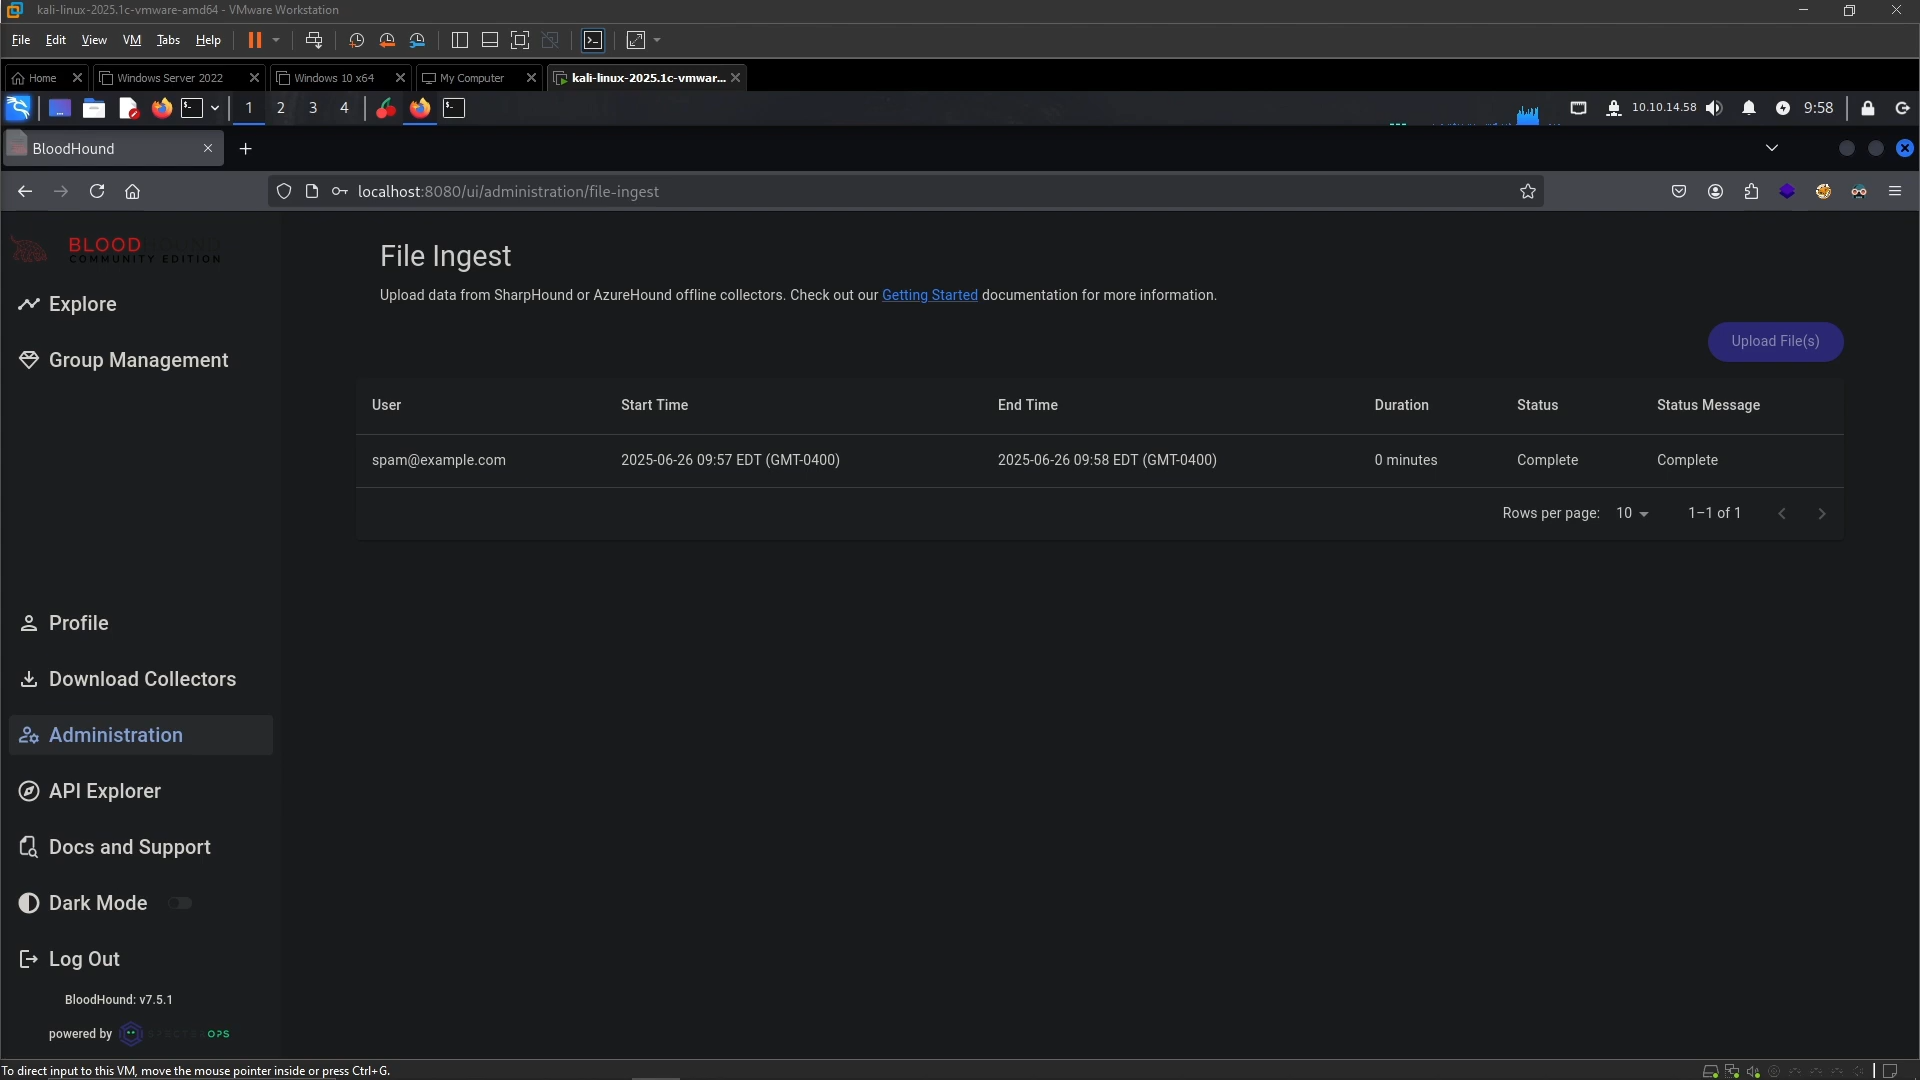 kali-linux-2025.1c-vmware-amd64 - VMware Workstation
File Edit View VM Tabs Help
Home Windows Server 2022 Windows 10 x64 My Computer kali-linux-2025.1c-vmwar...
1 2 3 4 10.10.14.58 9:58
BloodHound
localhost:8080/ui/administration/file-ingest
BLOODHOUND
COMMUNITY EDITION
File Ingest
Upload data from SharpHound or AzureHound offline collectors. Check out our Getting Started documentation for more information.
Upload File(s)
User Start Time End Time Duration Status Status Message
spam@example.com 2025-06-26 09:57 EDT (GMT-0400) 2025-06-26 09:58 EDT (GMT-0400) 0 minutes Complete Complete
Rows per page: 10 1–1 of 1
Explore
Group Management
Profile
Download Collectors
Administration
API Explorer
Docs and Support
Dark Mode
Log Out
BloodHound: v7.5.1
powered by SPECTEROPS
To direct input to this VM, move the mouse pointer inside or press Ctrl+G.